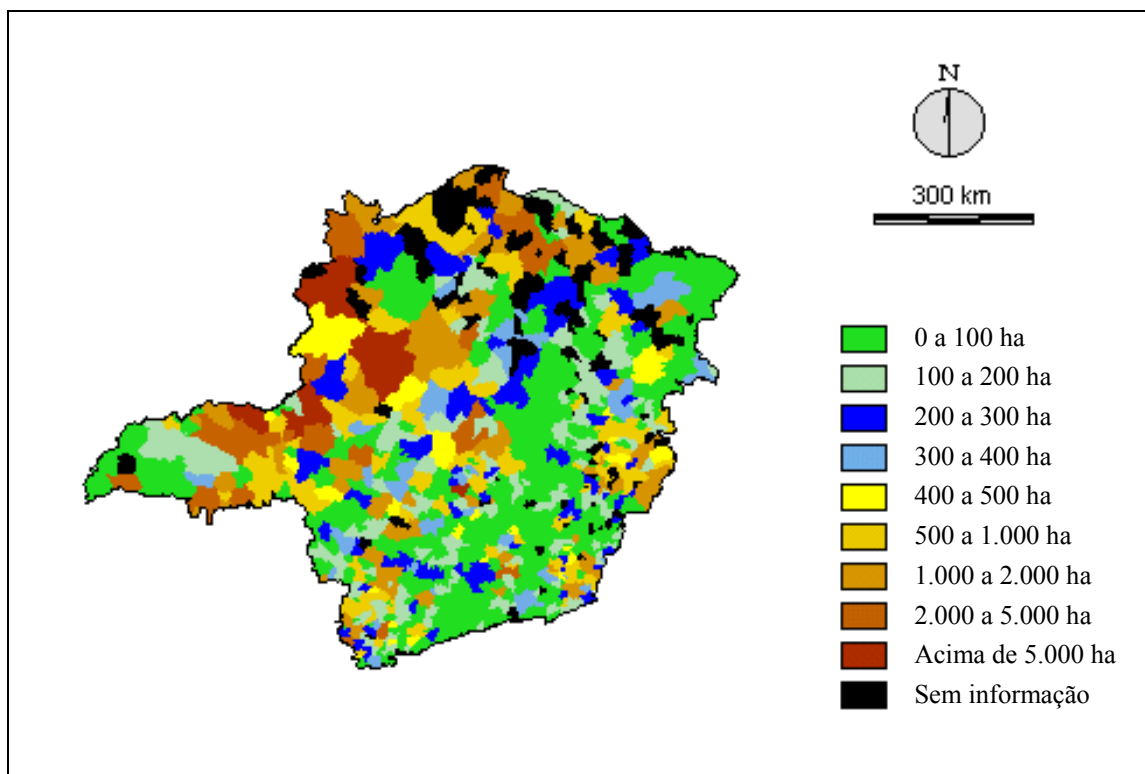 N
300 km
0 a 100 ha
100 a 200 ha
200 a 300 ha
300 a 400 ha
400 a 500 ha
500 a 1.000 ha
1.000 a 2.000 ha
2.000 a 5.000 ha
Acima de 5.000 ha
Sem informação